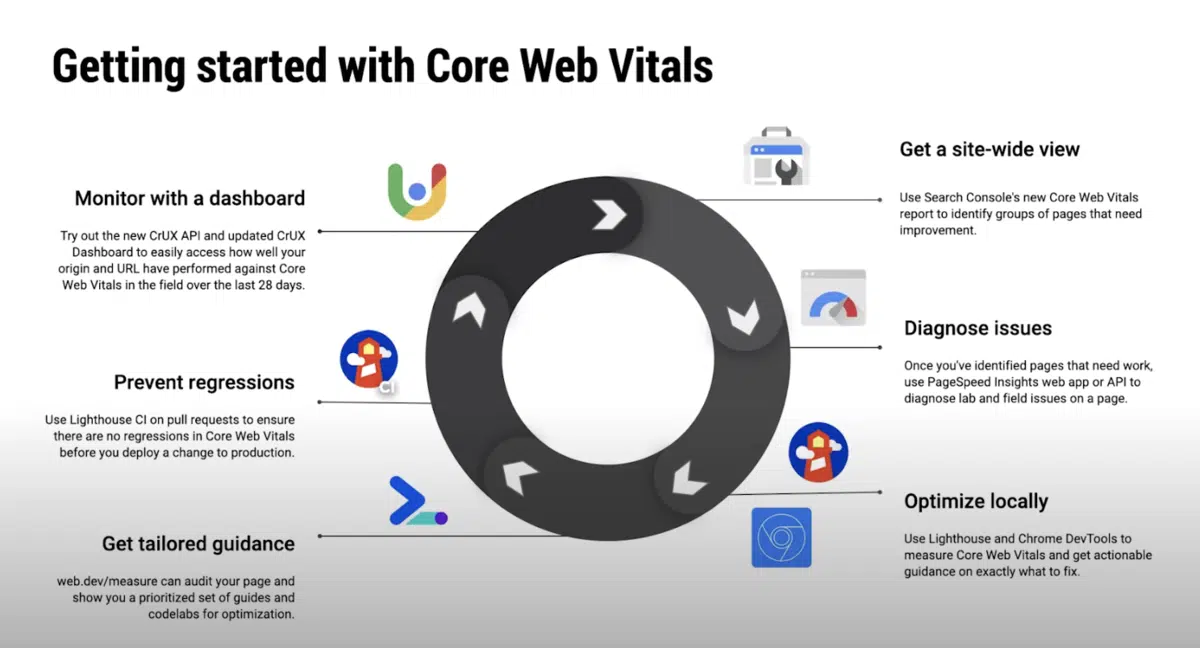 Getting started with Core Web Vitals
Get a site-wide view
Use Search Console's new Core Web Vitals
report to identify groups of pages that need
improvement.
Diagnose issues
Once you've identified pages that need work,
use PageSpeed Insights web app or API to
diagnose lab and field issues on a page.
Optimize locally
Use Lighthouse and Chrome DevTools to
measure Core Web Vitals and get actionable
guidance on exactly what to fix.
Get tailored guidance
web.dev/measure can audit your page and
show you a prioritized set of guides and
codelabs for optimization.
Prevent regressions
CI
Use Lighthouse CI on pull requests to ensure
there are no regressions in Core Web Vitals
before you deploy a change to production.
Monitor with a dashboard
Try out the new CrUX API and updated CrUX
Dashboard to easily access how well your
origin and URL have performed against Core
Web Vitals in the field over the last 28 days.